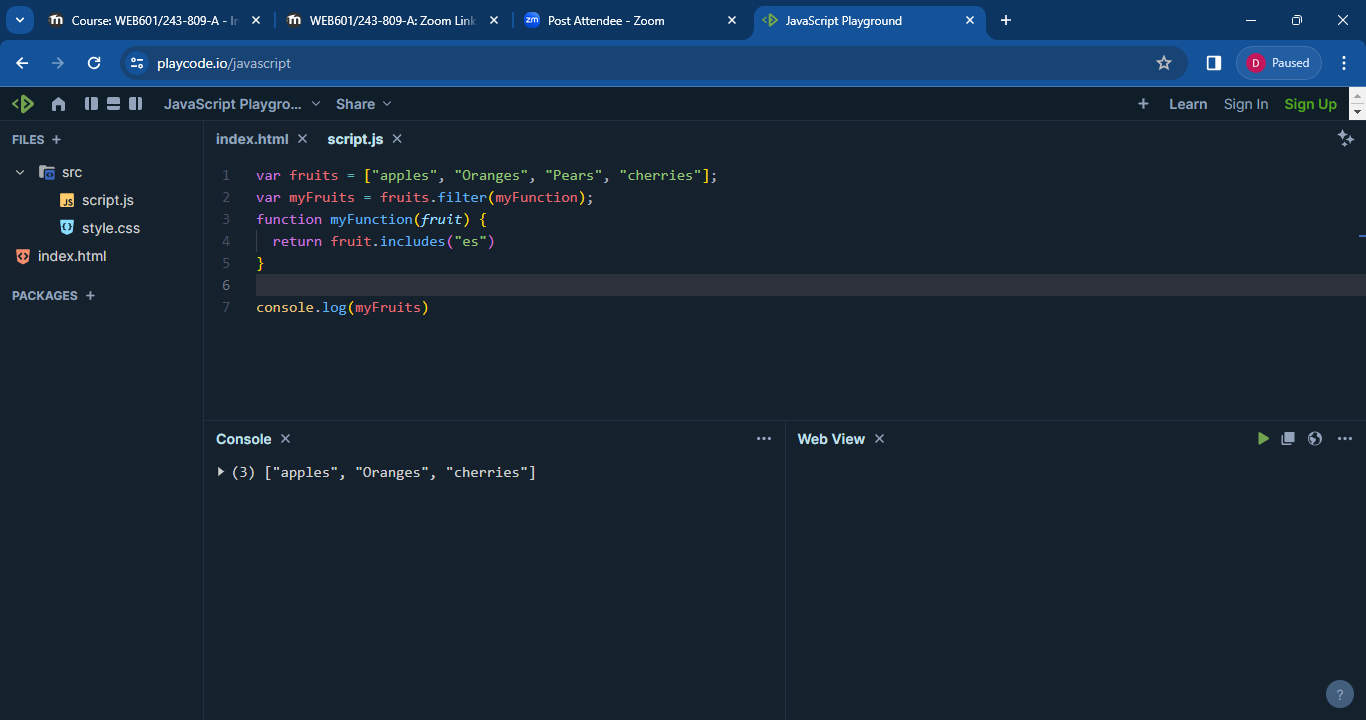 Course: WEB601/243-809-A - In
WEB601/243-809-A: Zoom Link
zm Post Attendee - Zoom
JavaScript Playground
playcode.io/javascript
D Paused
JavaScript Playgro...
Share
Learn
Sign In
Sign Up
FILES +
src
JS script.js
style.css
index.html
PACKAGES +
index.html
script.js
1 var fruits = ["apples", "Oranges", "Pears", "cherries"];
2 var myFruits = fruits.filter(myFunction);
3 function myFunction(fruit) {
4 return fruit.includes("es")
5 }
6
7 console.log(myFruits)
Console
(3) ["apples", "Oranges", "cherries"]
Web View
?